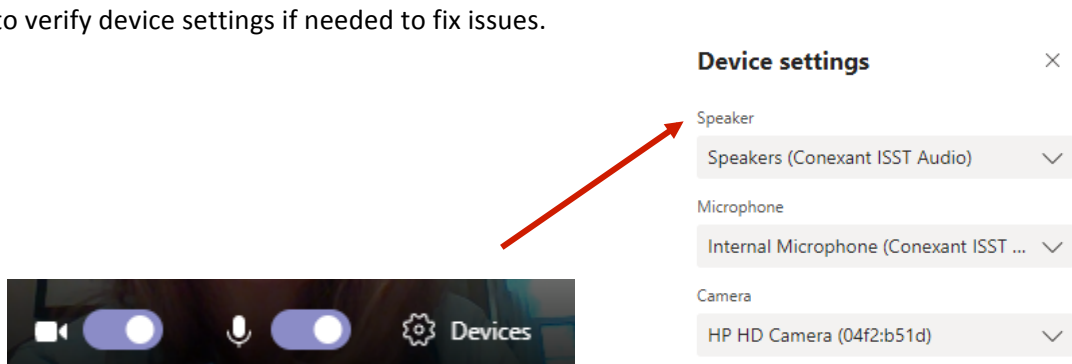 to verify device settings if needed to fix issues.
Device settings
Speaker
Speakers (Conexant ISST Audio)
Microphone
Internal Microphone (Conexant ISST ...
Camera
HP HD Camera (04f2:b51d)
Devices